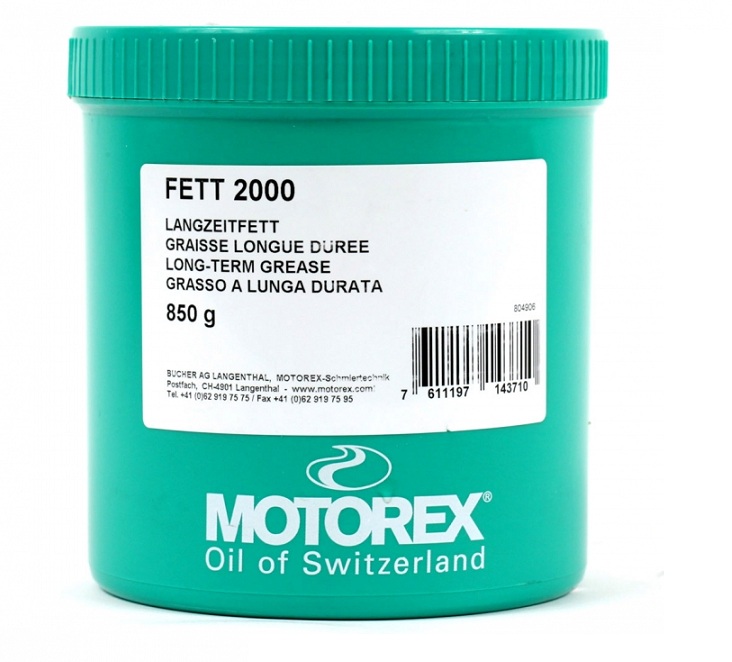 FETT 2000
LANGZEITFETT
GRAISSE LONGUE DUREE
LONG-TERM GREASE
GRASSO A LUNGA DURATA
850 g
804906
BUCHER AG LANGENTHAL, MOTOREX-Schmiertechnik
Postfach, CH-4901 Langenthal - www.motorex.com
Tel. +41 (0)62 919 75 75 / Fax +41 (0)62 919 75 95
7 611197 143710
MOTOREX®
Oil of Switzerland